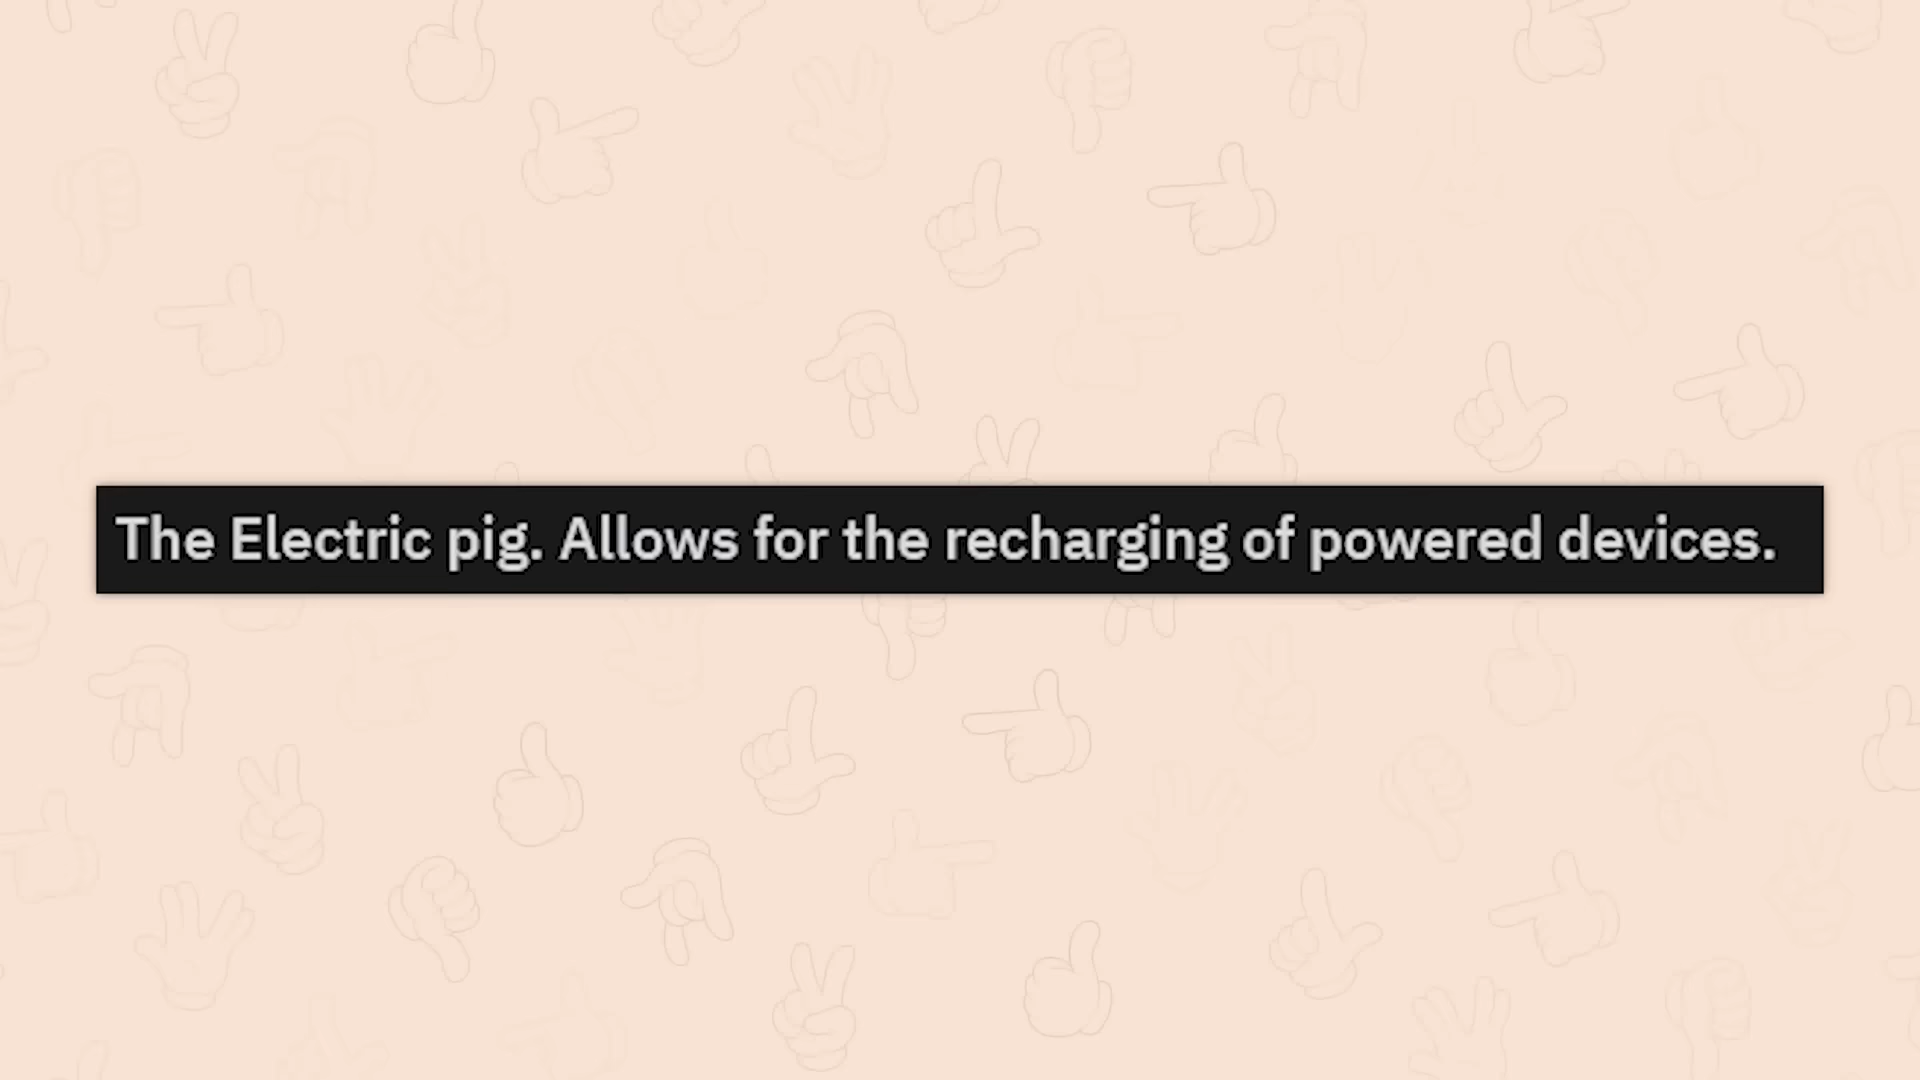 The Electric pig. Allows for the recharging of powered devices.